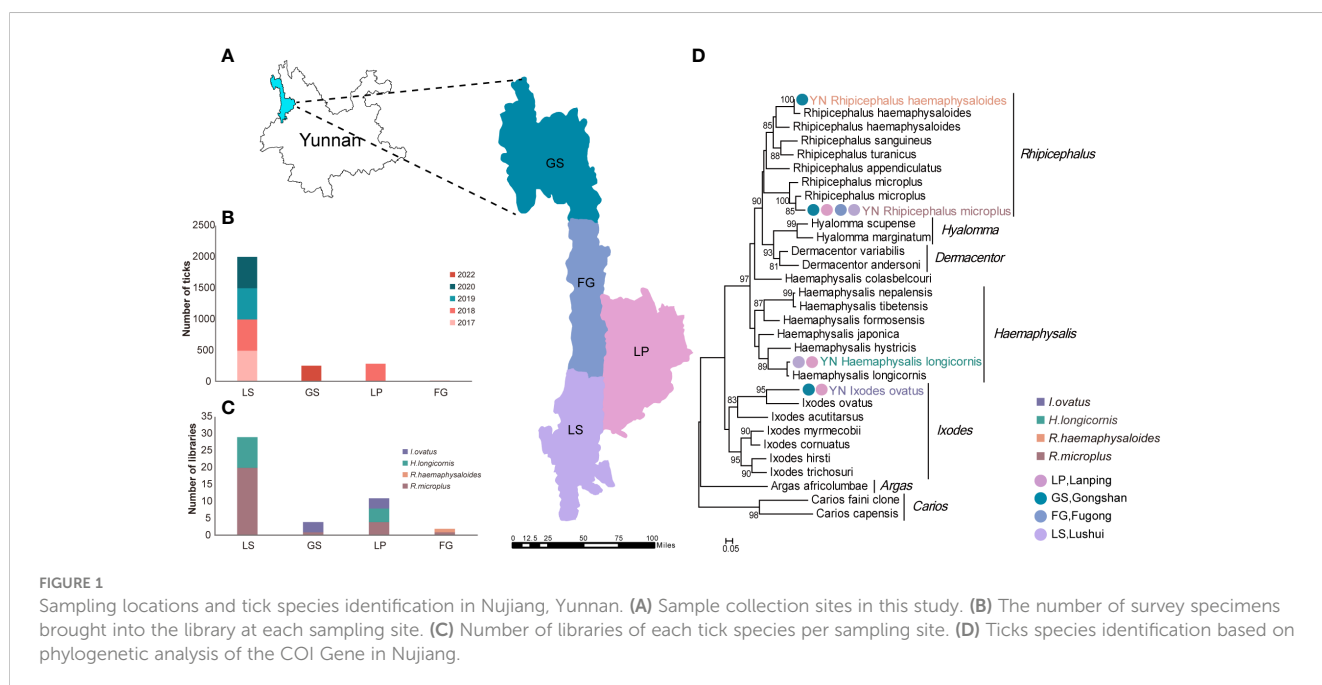 A
Yunnan
GS
FG
LP
LS
0 12.5 25 50 75 100
Miles
B
Number of ticks
2500
2000
1500
1000
500
0
LS GS LP FG
2022
2020
2019
2018
2017
C
Number of libraries
35
30
25
20
15
10
5
0
LS GS LP FG
I.ovatus
H.longicornis
R.haemaphysaloides
R.microplus
D
100 YN Rhipicephalus haemaphysaloides
Rhipicephalus haemaphysaloides
85 Rhipicephalus haemaphysaloides
Rhipicephalus sanguineus
88 Rhipicephalus turanicus
Rhipicephalus appendiculatus
Rhipicephalus microplus
100 Rhipicephalus microplus
85 YN Rhipicephalus microplus
90
99 Hyalomma scupense
Hyalomma marginatum
93 Dermacentor variabilis
81 Dermacentor andersoni
97 Haemaphysalis colasbelcouri
99 Haemaphysalis nepalensis
87 Haemaphysalis tibetensis
Haemaphysalis formosensis
Haemaphysalis japonica
Haemaphysalis hystricis
89 YN Haemaphysalis longicornis
Haemaphysalis longicornis
95 YN Ixodes ovatus
83 Ixodes ovatus
Ixodes acutitarsus
90 Ixodes myrmecobii
Ixodes cornuatus
95 Ixodes hirsti
90 Ixodes trichosuri
Argas africolumbae
Carios faini clone
98 Carios capensis
Rhipicephalus
Hyalomma
Dermacentor
Haemaphysalis
Ixodes
Argas
Carios
0.05
I.ovatus
H.longicornis
R.haemaphysaloides
R.microplus
LP,Lanping
GS,Gongshan
FG,Fugong
LS,Lushui
FIGURE 1
Sampling locations and tick species identification in Nujiang, Yunnan. (A) Sample collection sites in this study. (B) The number of survey specimens
brought into the library at each sampling site. (C) Number of libraries of each tick species per sampling site. (D) Ticks species identification based on
phylogenetic analysis of the COI Gene in Nujiang.